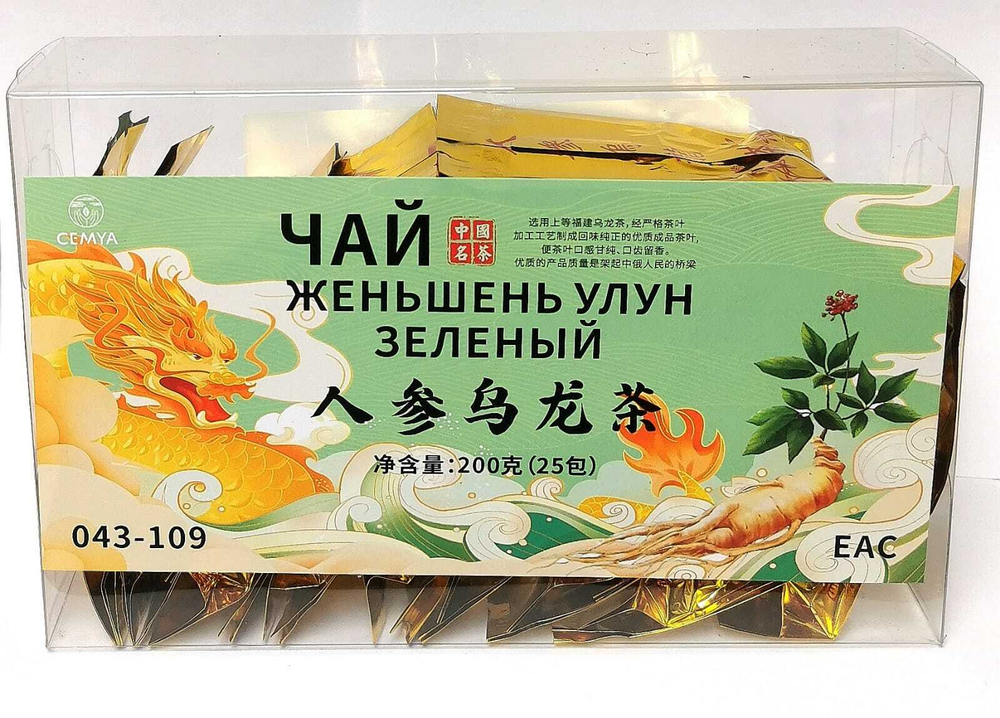 CEMYA
ЧАЙ
中國
名茶
选用上等福建乌龙茶,经严格茶叶
加工工艺制成回味纯正的优质成品茶叶,
便茶叶口感甘纯、口齿留香。
优质的产品质量是架起中俄人民的桥梁
ЖЕНЬШЕНЬ УЛУН
ЗЕЛЕНЫЙ
人参乌龙茶
净含量:200克(25包)
043-109
EAC